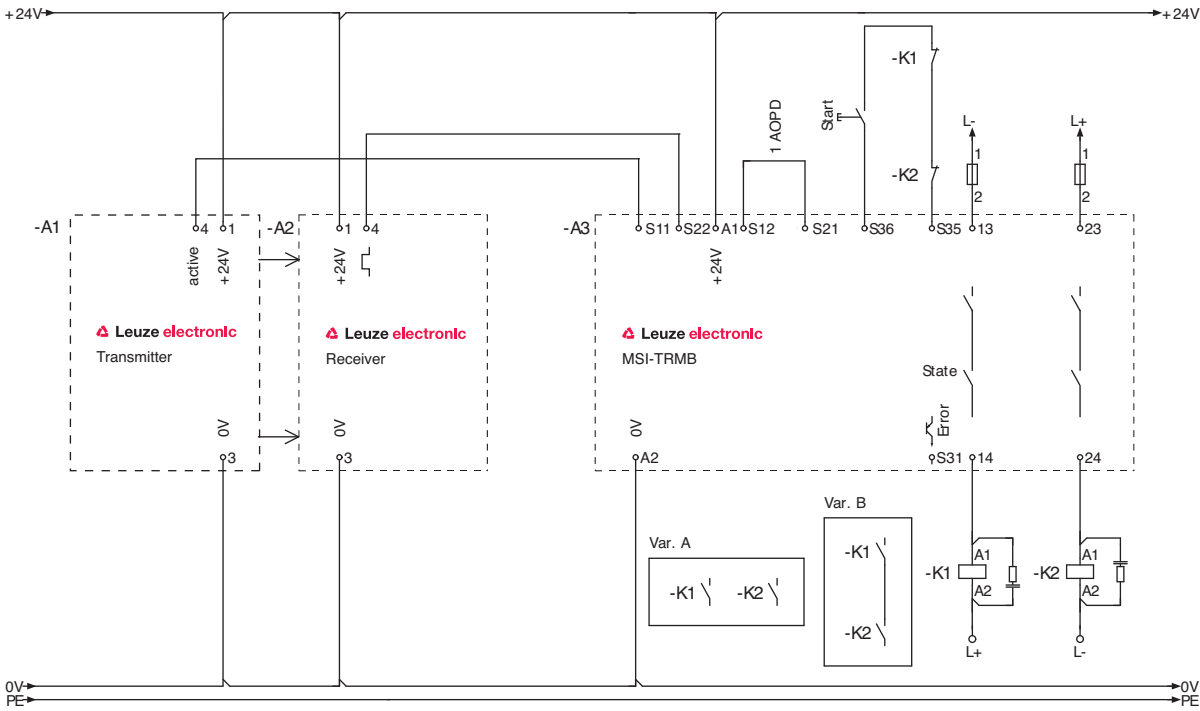 +24V
+24V
-K1
Start
1 AOPD
L-
L+
1
1
-K2
2
2
-A1
4
1
-A2
1
4
-A3
S11
S22
A1
S12
S21
S36
S35
13
23
active
+24V
+24V
+24V
Leuze electronic
Transmitter
Leuze electronic
Receiver
Leuze electronic
MSI-TRMB
State
Error
0V
0V
0V
3
3
A2
S31
14
24
Var. A
-K1
-K2
Var. B
-K1
-K2
-K1
A1
A2
-K2
A1
A2
L+
L-
0V
0V
PE
PE